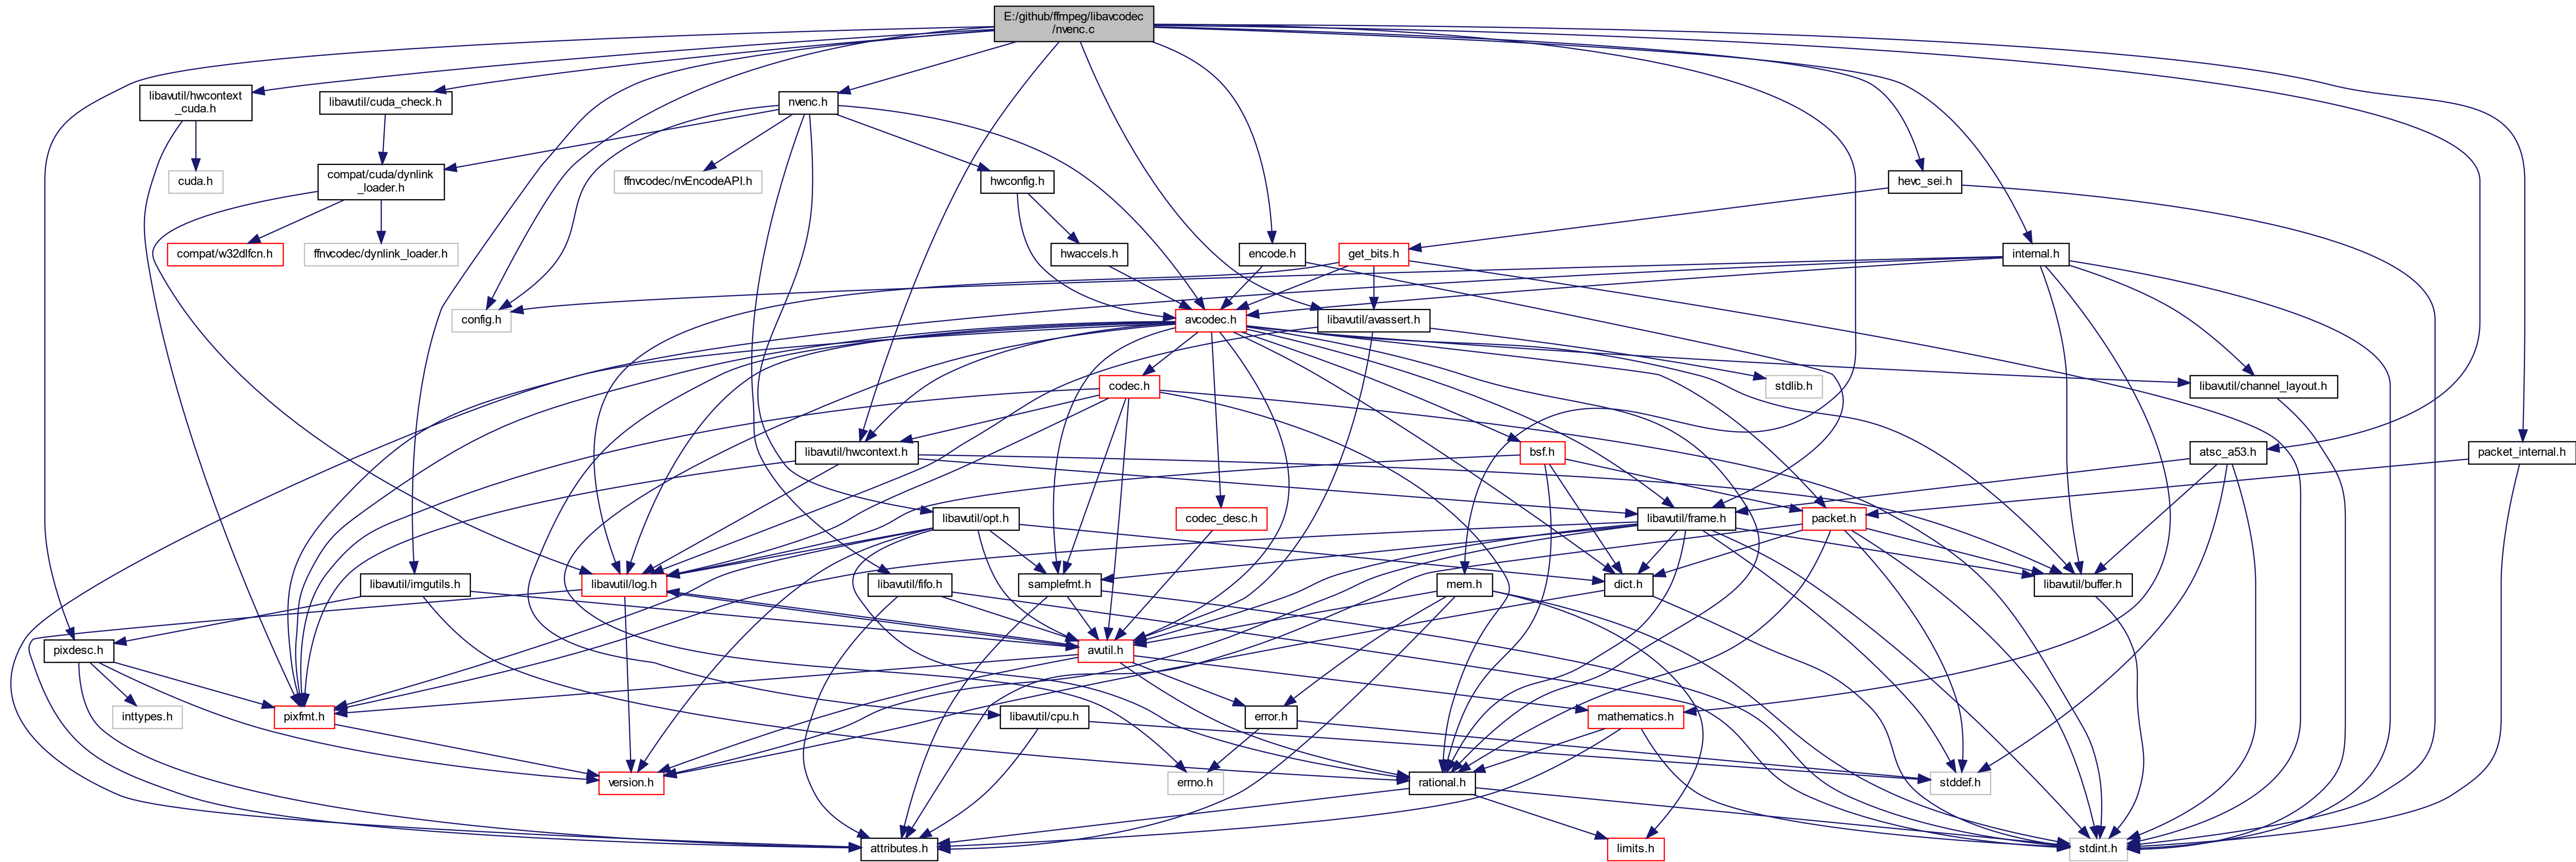 E:/github/ffmpeg/libavcodec
/nvenc.c
libavutil/hwcontext
_cuda.h
libavutil/cuda_check.h
nvenc.h
cuda.h
compat/cuda/dynlink
_loader.h
ffnvcodec/nvEncodeAPI.h
hwconfig.h
hevc_sei.h
compat/w32dlfcn.h
ffnvcodec/dynlink_loader.h
hwaccels.h
encode.h
get_bits.h
internal.h
config.h
avcodec.h
libavutil/avassert.h
codec.h
stdlib.h
libavutil/channel_layout.h
libavutil/hwcontext.h
bsf.h
atsc_a53.h
packet_internal.h
libavutil/opt.h
codec_desc.h
libavutil/frame.h
packet.h
libavutil/imgutils.h
libavutil/log.h
libavutil/fifo.h
samplefmt.h
mem.h
dict.h
libavutil/buffer.h
pixdesc.h
avutil.h
inttypes.h
pixfmt.h
libavutil/cpu.h
error.h
mathematics.h
version.h
errno.h
rational.h
stddef.h
attributes.h
limits.h
stdint.h